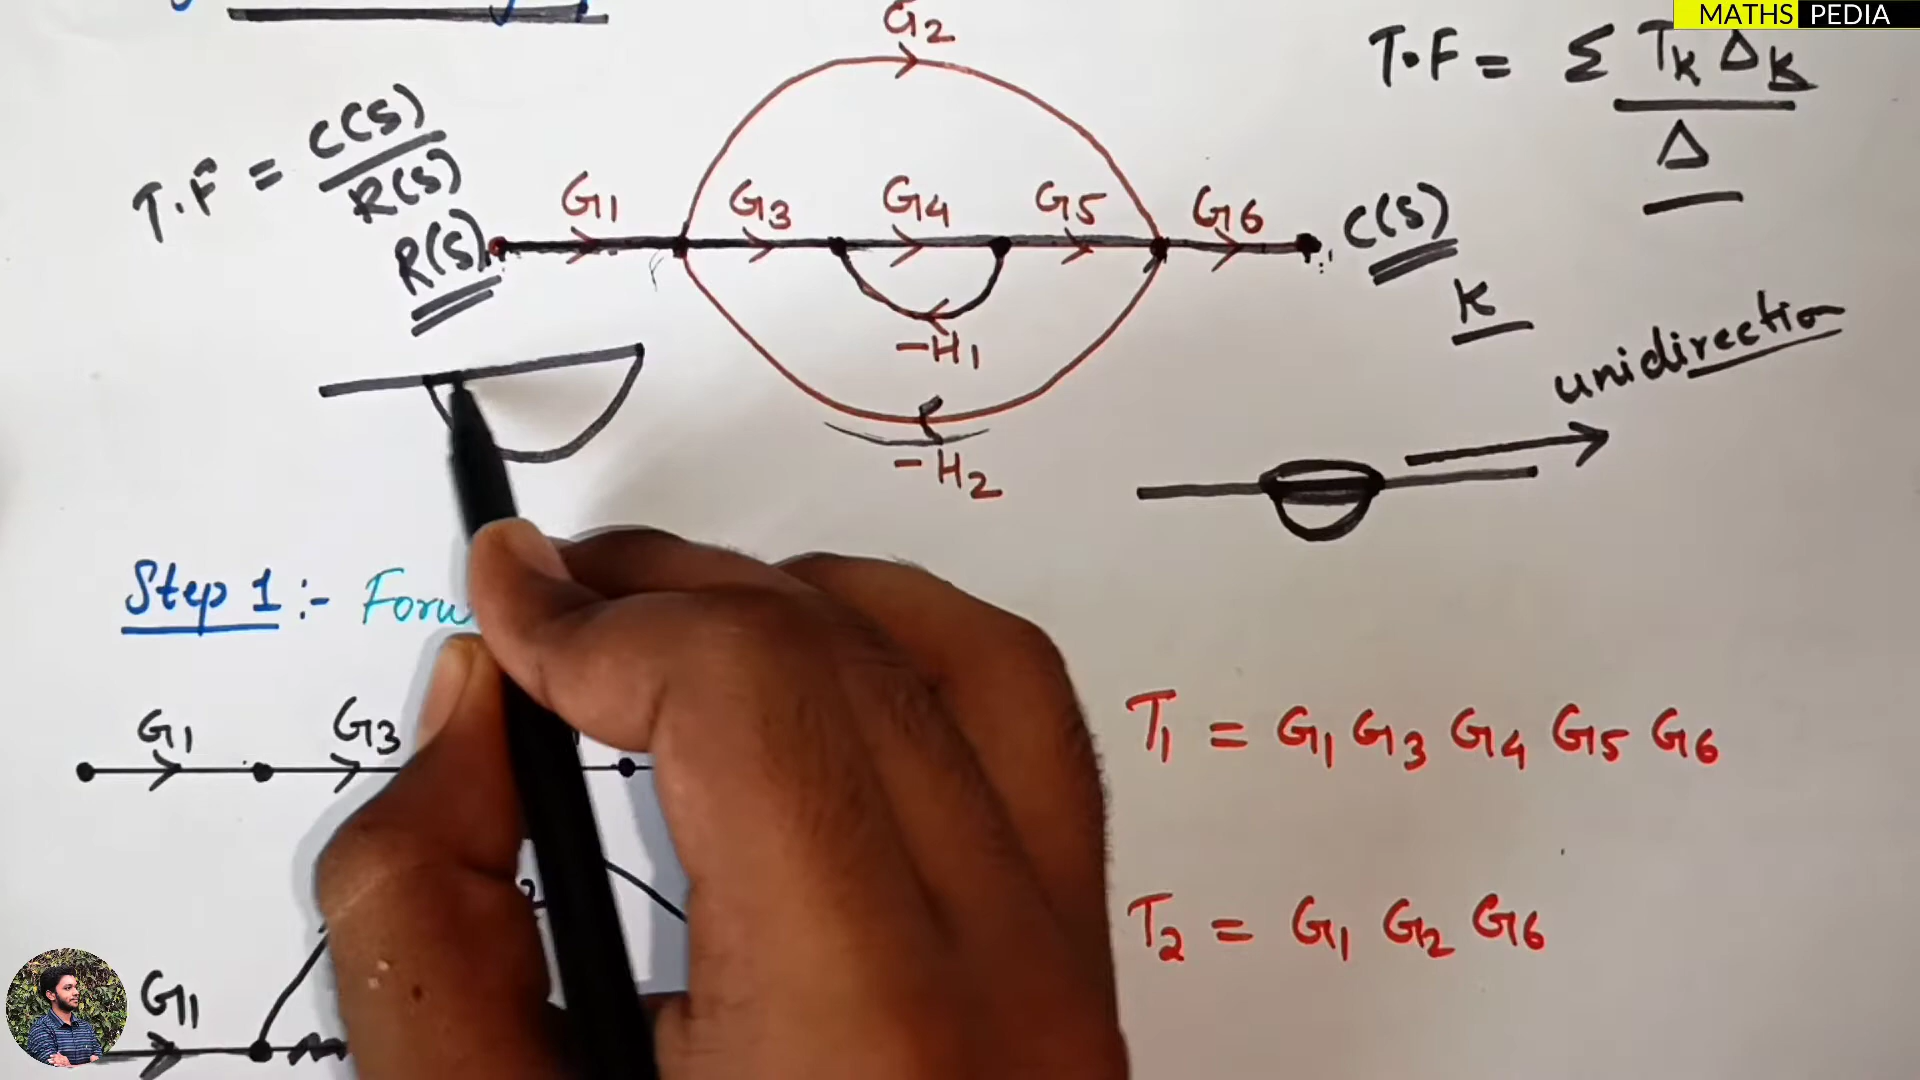 MATHS PEDIA
G2
T.F = Σ TK ΔK
Δ
T.F = C(S)
R(S)
R(S)
G1 G3 G4 G5 G6
C(S)
K
-H1
-H2
unidirection
Step 1:-
G1 G3
T1 = G1 G3 G4 G5 G6
T2 = G1 G2 G6
G1